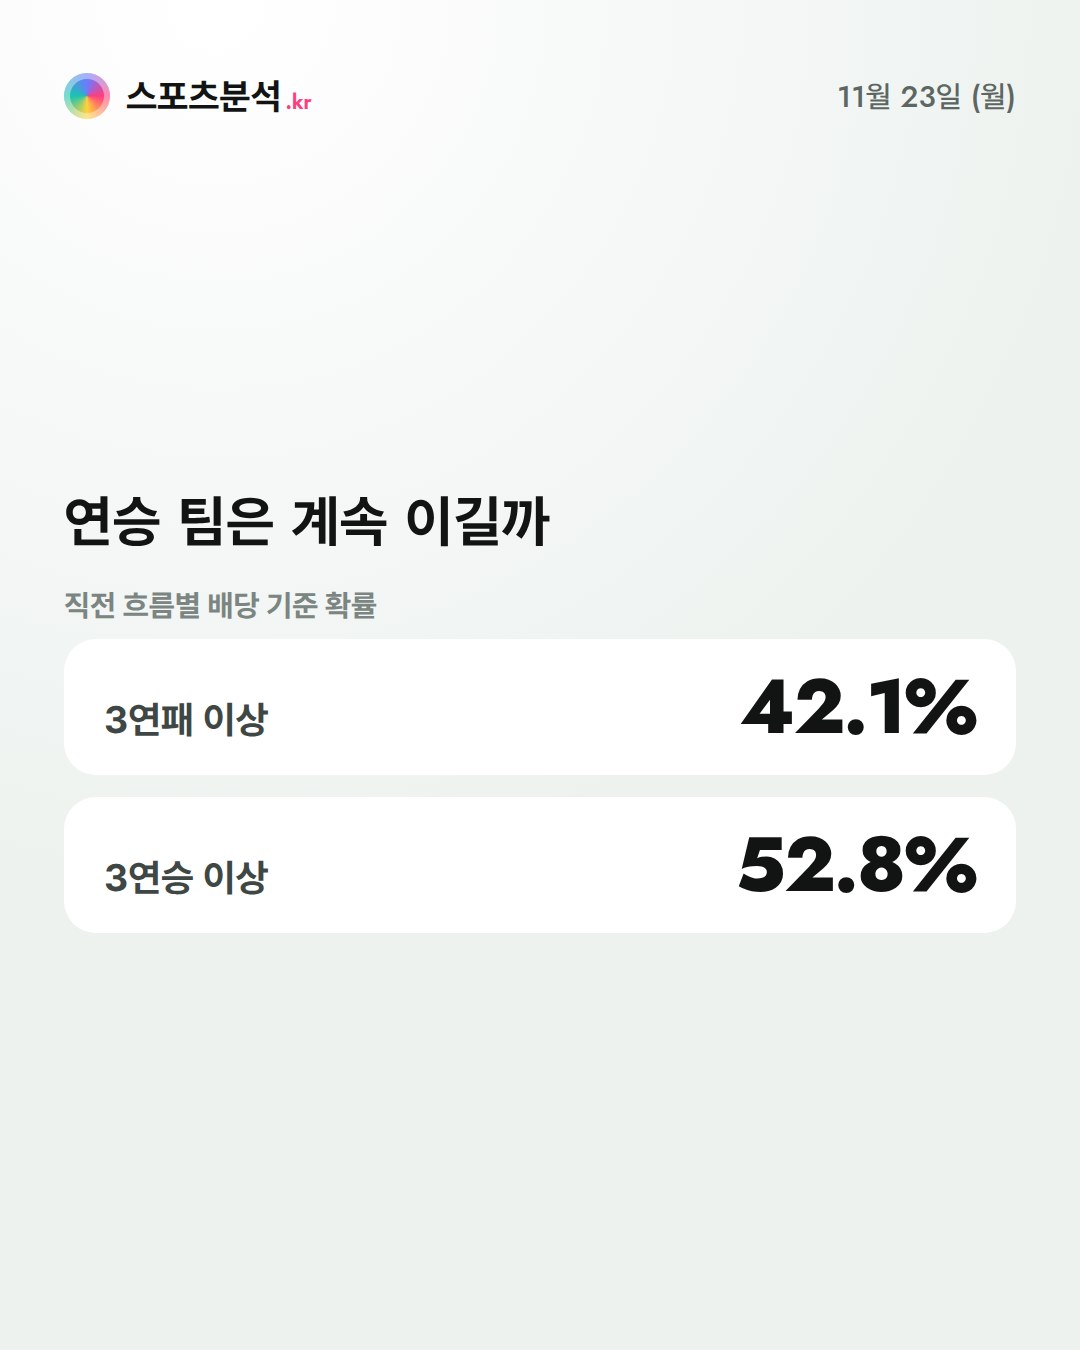 스포츠분석.kr
11월 23일 (월)
연승 팀은 계속 이길까
직전 흐름별 배당 기준 확률
3연패 이상
42.1%
3연승 이상
52.8%